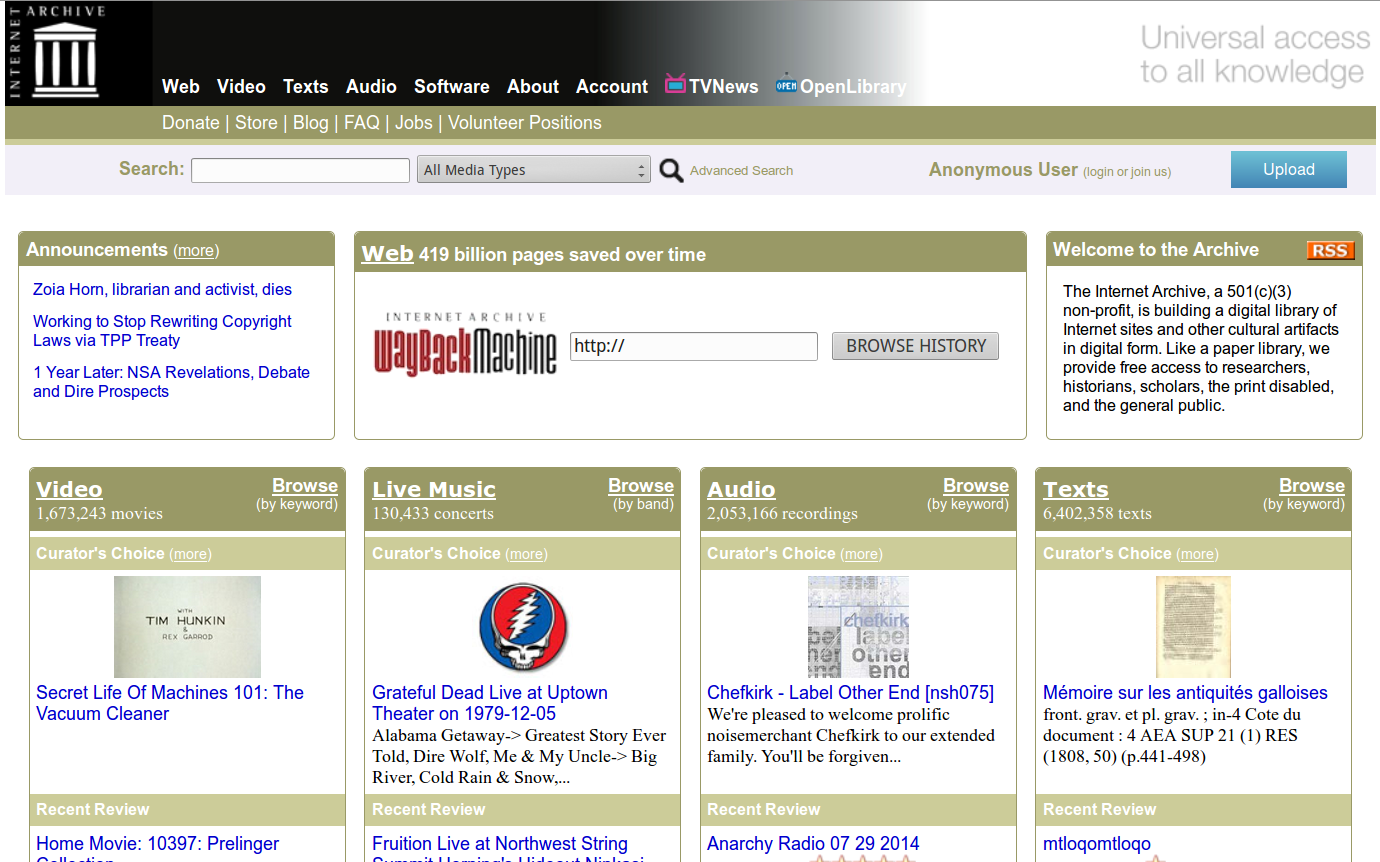 INTERNET ARCHIVE
Universal access
to all knowledge
Web Video Texts Audio Software About Account TVNews OPEN OpenLibrary
Donate | Store | Blog | FAQ | Jobs | Volunteer Positions
Search: All Media Types Advanced Search Anonymous User (login or join us) Upload
Announcements (more)
Zoia Horn, librarian and activist, dies
Working to Stop Rewriting Copyright
Laws via TPP Treaty
1 Year Later: NSA Revelations, Debate
and Dire Prospects
Web 419 billion pages saved over time
INTERNET ARCHIVE
WayBackMachine
http:// BROWSE HISTORY
Welcome to the Archive RSS
The Internet Archive, a 501(c)(3)
non-profit, is building a digital library of
Internet sites and other cultural artifacts
in digital form. Like a paper library, we
provide free access to researchers,
historians, scholars, the print disabled,
and the general public.
Video Browse
1,673,243 movies (by keyword)
Curator's Choice (more)
WITH
TIM HUNKIN
&
REX GARROD
Secret Life Of Machines 101: The
Vacuum Cleaner
Recent Review
Home Movie: 10397: Prelinger
Collection
Live Music Browse
130,433 concerts (by band)
Curator's Choice (more)
Grateful Dead Live at Uptown
Theater on 1979-12-05
Alabama Getaway-> Greatest Story Ever
Told, Dire Wolf, Me & My Uncle-> Big
River, Cold Rain & Snow,...
Recent Review
Fruition Live at Northwest String
Summit Horning's Hideout Ninkasi
Audio Browse
2,053,166 recordings (by keyword)
Curator's Choice (more)
chefkirk
label
other
end
Chefkirk - Label Other End [nsh075]
We're pleased to welcome prolific
noisemerchant Chefkirk to our extended
family. You'll be forgiven...
Recent Review
Anarchy Radio 07 29 2014
Texts Browse
6,402,358 texts (by keyword)
Curator's Choice (more)
Mémoire sur les antiquités galloises
front. grav. et pl. grav. ; in-4 Cote du
document : 4 AEA SUP 21 (1) RES
(1808, 50) (p.441-498)
Recent Review
mtloqomtloqo